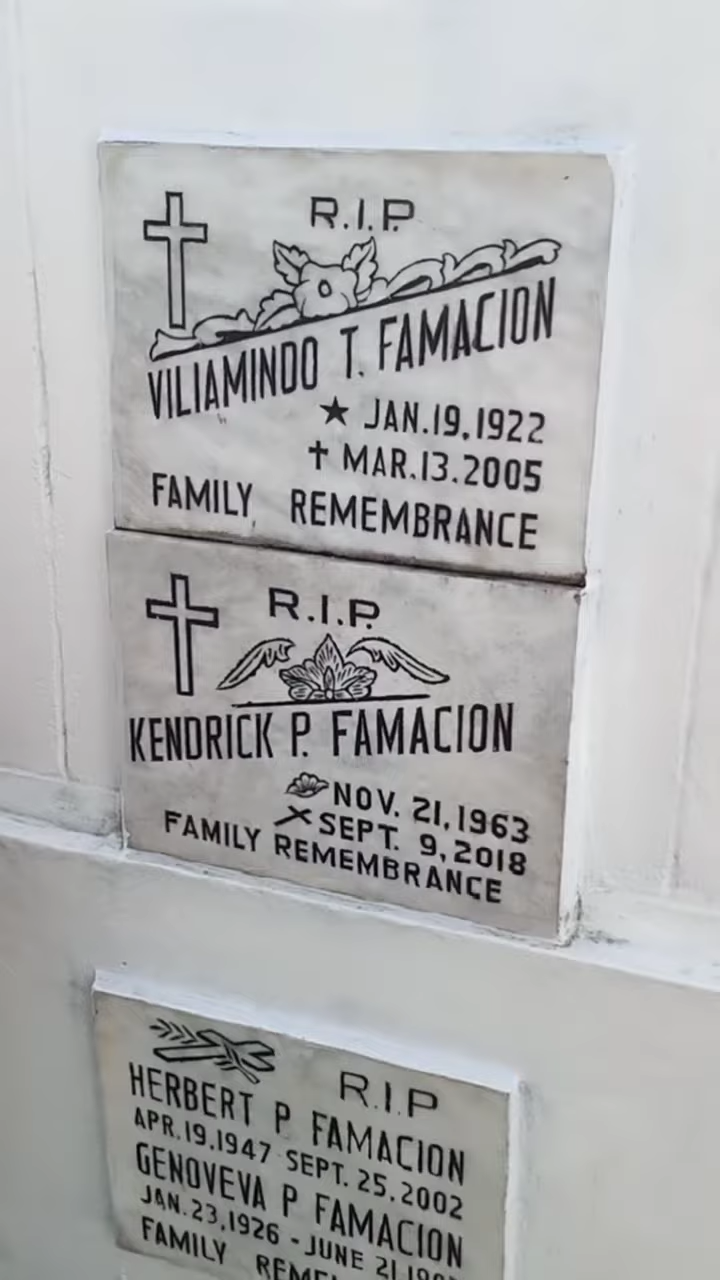 R.I.P.
VILIAMINDO T. FAMACION
★ JAN.19,1922
✝ MAR.13.2005
FAMILY REMEMBRANCE
R.I.P.
KENDRICK P. FAMACION
NOV. 21,1963
SEPT. 9,2018
FAMILY REMEMBRANCE
R.I.P
HERBERT P FAMACION
APR.19.1947 SEPT.25,2002
GENOVEVA P FAMACION
JAN.23,1926 - JUNE 21
FAMILY